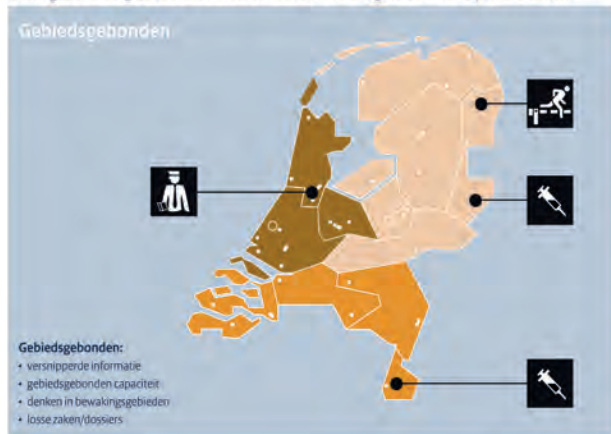 Gebiedsgebonden
Gebiedsgebonden:
• versnipperde informatie
• gebiedsgebonden capaciteit
• denken in bewakingsgebieden
• losse zaken/dossiers